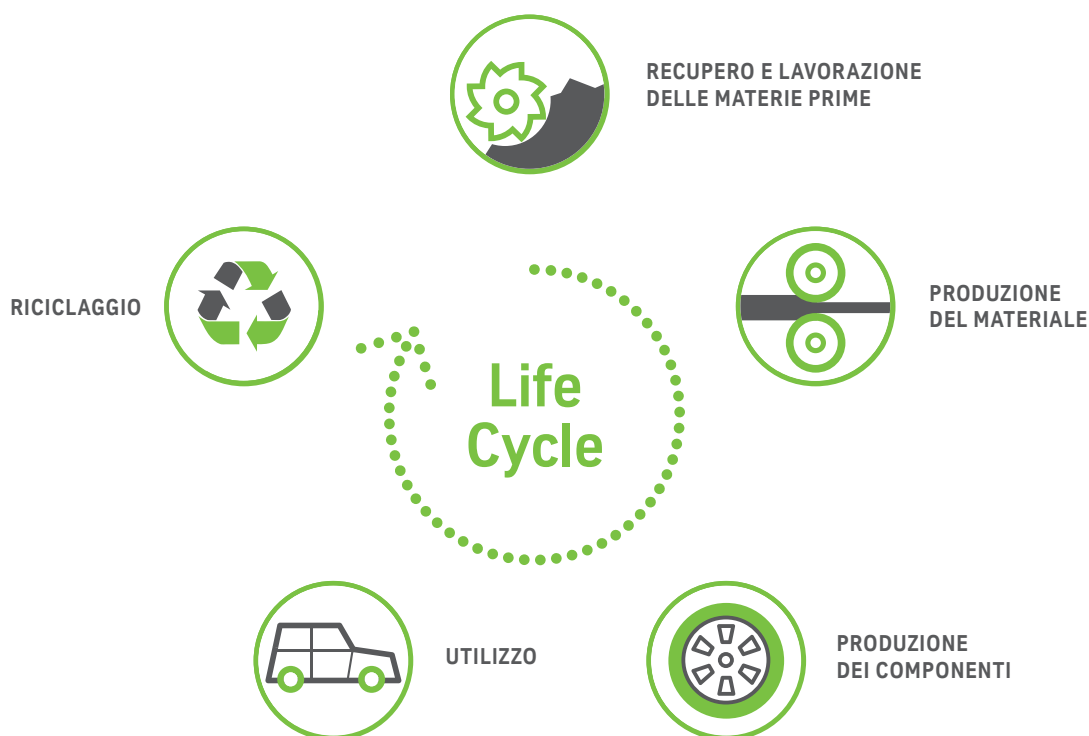 RECUPERO E LAVORAZIONE
DELLE MATERIE PRIME
PRODUZIONE
DEL MATERIALE
PRODUZIONE
DEI COMPONENTI
UTILIZZO
RICICLAGGIO
Life
Cycle